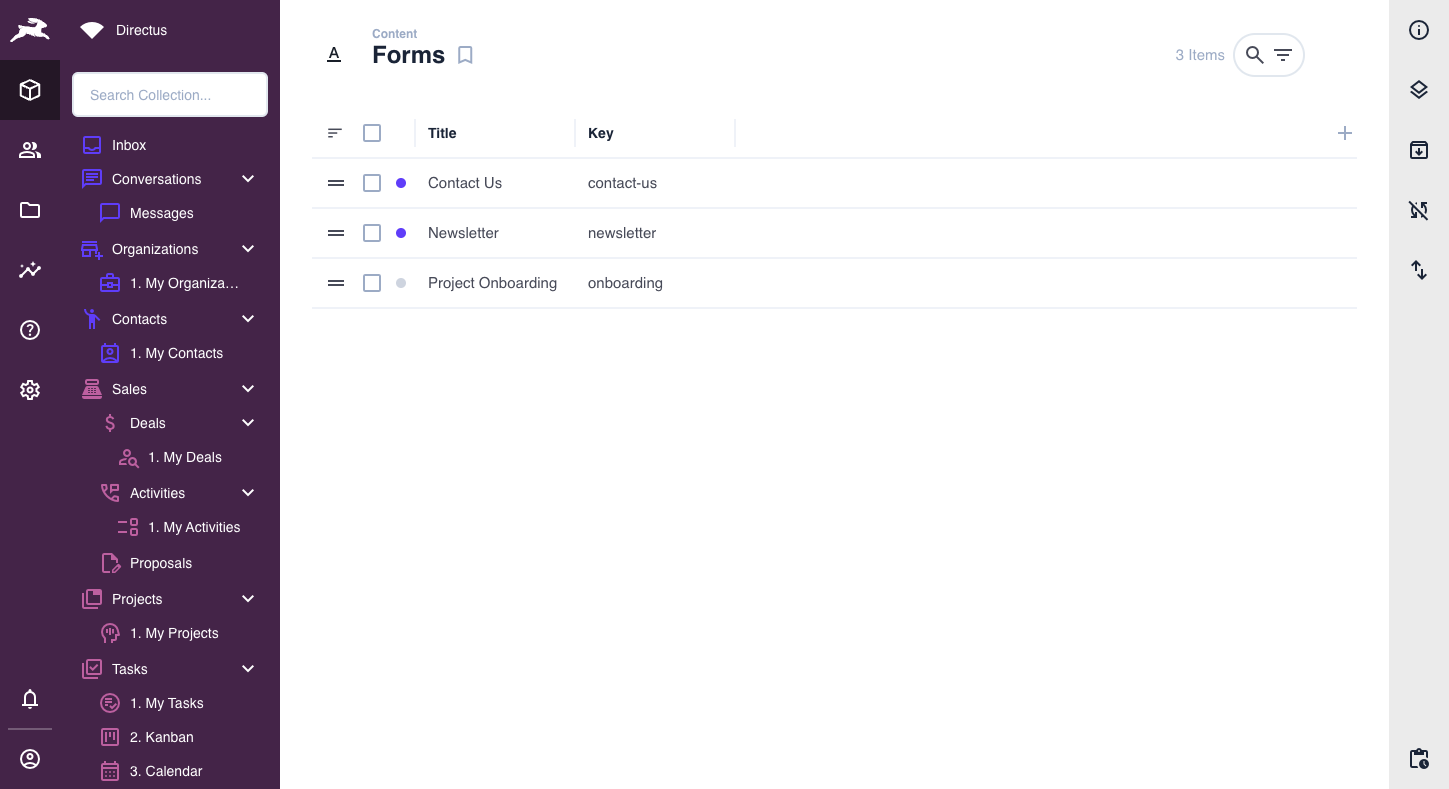 Directus
Search Collection...
Inbox
Conversations
Messages
Organizations
1. My Organiza...
Contacts
1. My Contacts
Sales
Deals
1. My Deals
Activities
1. My Activities
Proposals
Projects
1. My Projects
Tasks
1. My Tasks
2. Kanban
3. Calendar
Content
Forms
3 Items
Title Key
Contact Us contact-us
Newsletter newsletter
Project Onboarding onboarding